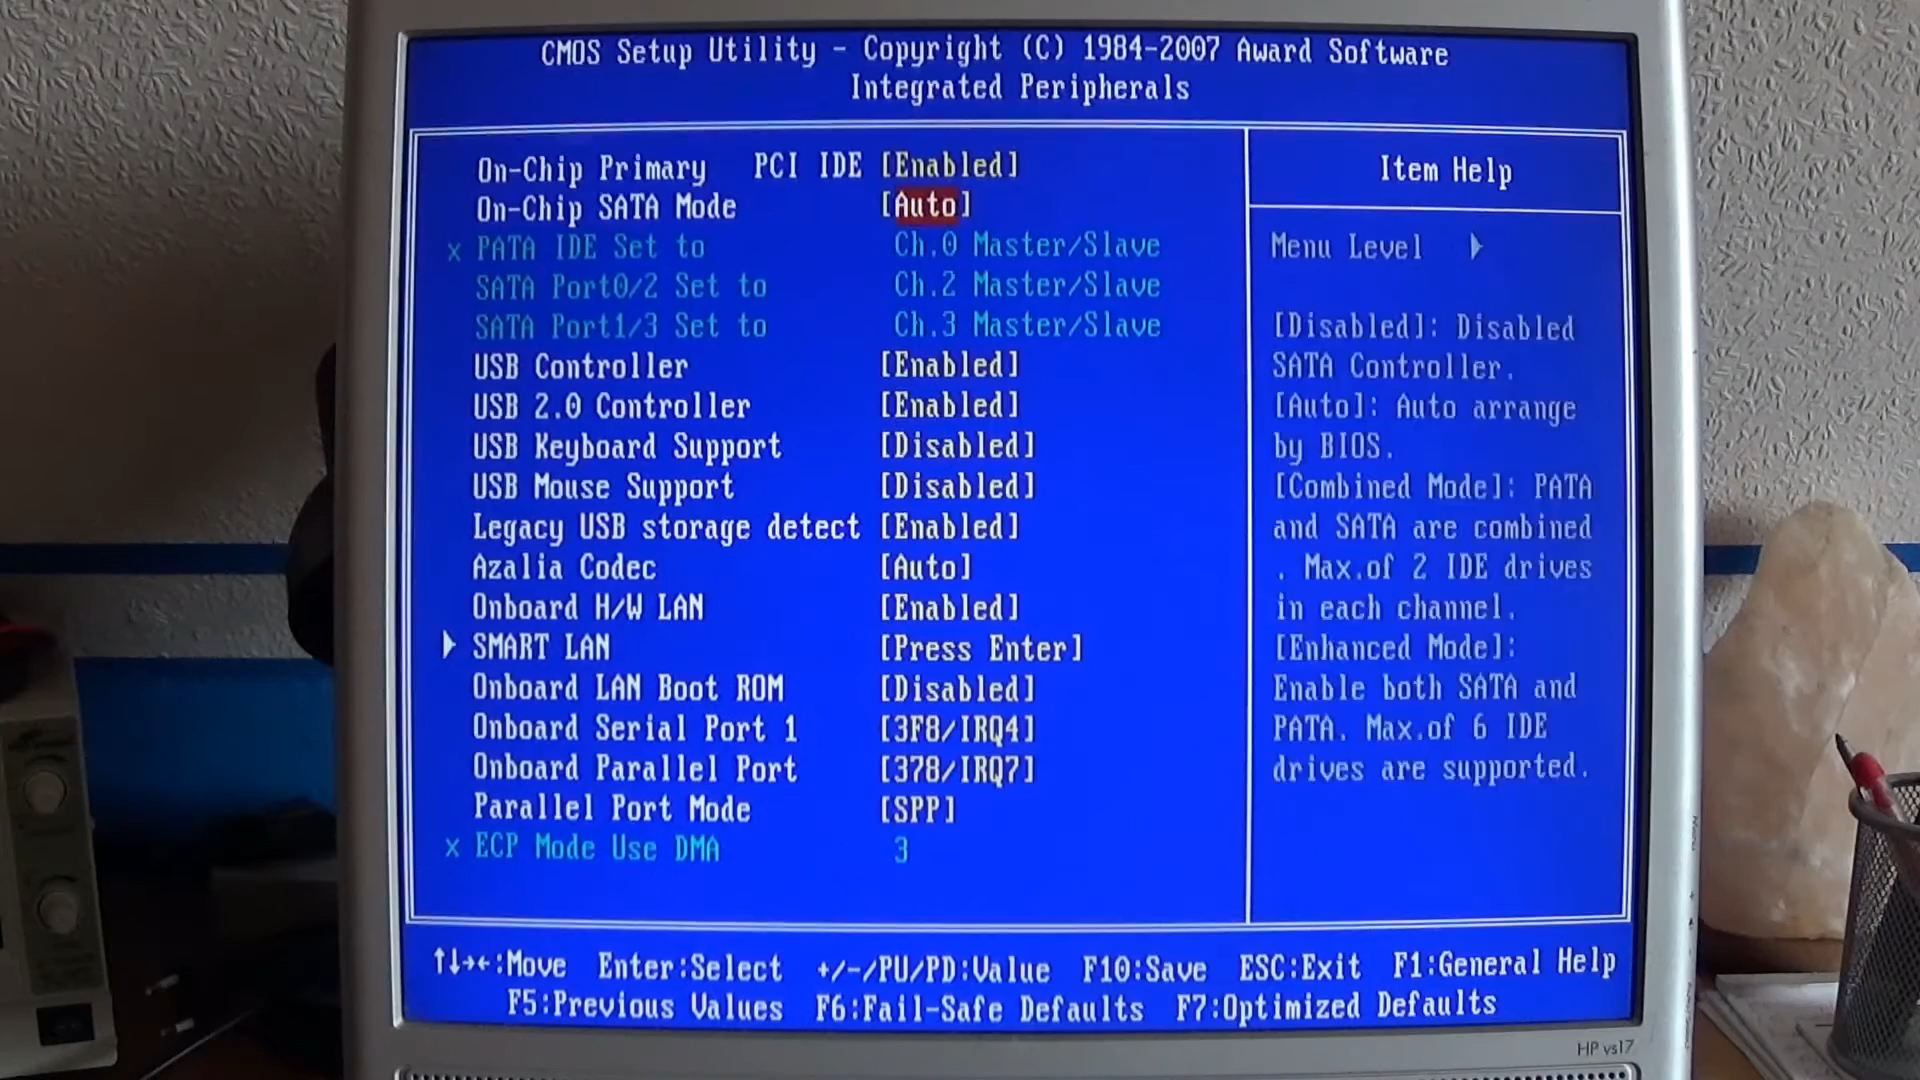 CMOS Setup Utility - Copyright (C) 1984-2007 Award Software
Integrated Peripherals
On-Chip Primary PCI IDE [Enabled]
On-Chip SATA Mode [Auto]
x PATA IDE Set to Ch.0 Master/Slave
SATA Port0/2 Set to Ch.2 Master/Slave
SATA Port1/3 Set to Ch.3 Master/Slave
USB Controller [Enabled]
USB 2.0 Controller [Enabled]
USB Keyboard Support [Disabled]
USB Mouse Support [Disabled]
Legacy USB storage detect [Enabled]
Azalia Codec [Auto]
Onboard H/W LAN [Enabled]
SMART LAN [Press Enter]
Onboard LAN Boot ROM [Disabled]
Onboard Serial Port 1 [3F8/IRQ4]
Onboard Parallel Port [378/IRQ7]
Parallel Port Mode [SPP]
x ECP Mode Use DMA 3
Item Help
Menu Level
[Disabled]: Disabled
SATA Controller.
[Auto]: Auto arrange
by BIOS.
[Combined Mode]: PATA
and SATA are combined
. Max.of 2 IDE drives
in each channel.
[Enhanced Mode]:
Enable both SATA and
PATA. Max.of 6 IDE
drives are supported.
↑↓→←:Move Enter:Select +/-/PU/PD:Value F10:Save ESC:Exit F1:General Help
F5:Previous Values F6:Fail-Safe Defaults F7:Optimized Defaults
HP vs17